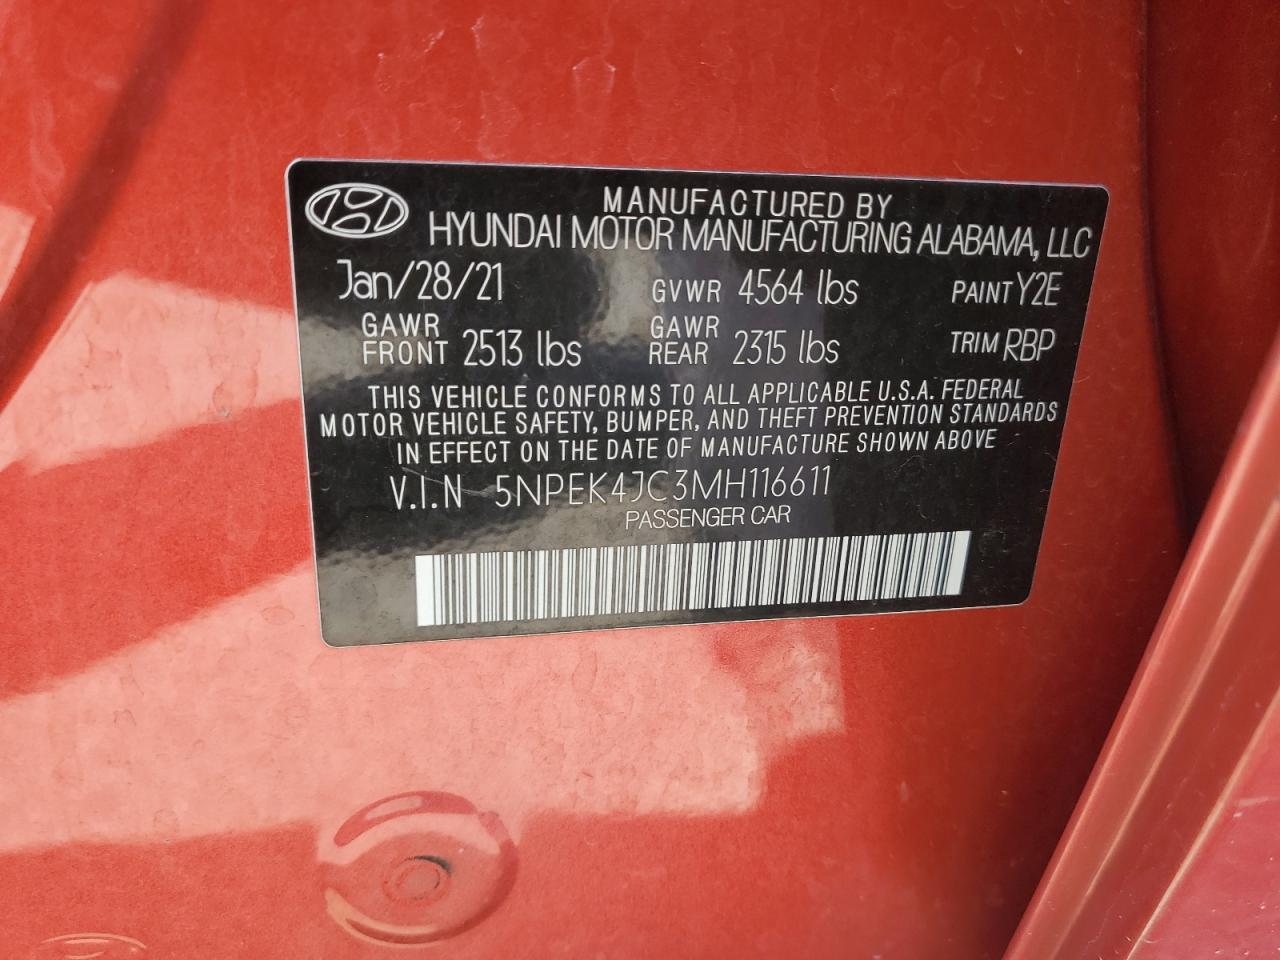 MANUFACTURED BY
HYUNDAI MOTOR MANUFACTURING ALABAMA, LLC
Jan/28/21 GVWR 4564 lbs PAINT Y2E
GAWR FRONT 2513 lbs GAWR REAR 2315 lbs TRIM RBP
THIS VEHICLE CONFORMS TO ALL APPLICABLE U.S.A. FEDERAL
MOTOR VEHICLE SAFETY, BUMPER, AND THEFT PREVENTION STANDARDS
IN EFFECT ON THE DATE OF MANUFACTURE SHOWN ABOVE
V.I.N 5NPEK4JC3MH116611
PASSENGER CAR